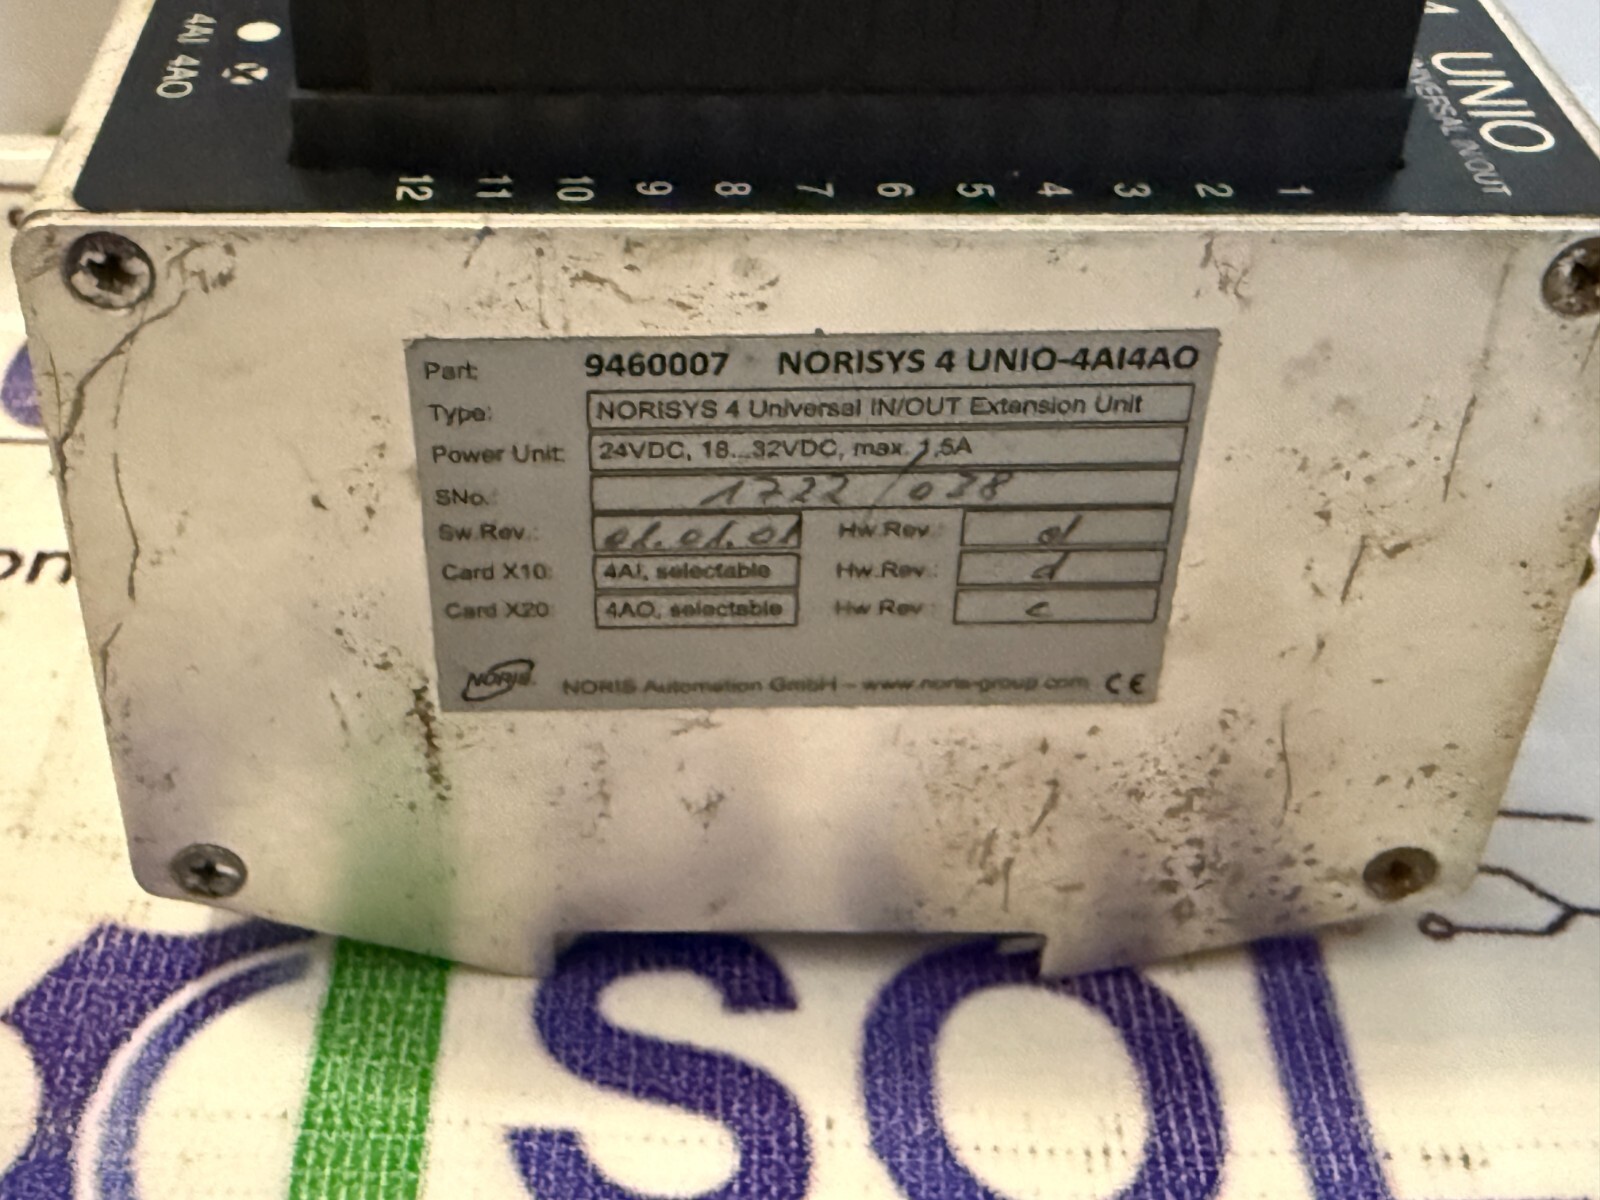 4AI 4AO
4 UNIO
UNIVERSAL IN/OUT
12 11 10 9 8 7 6 5 4 3 2 1
Part: 9460007 NORISYS 4 UNIO-4AI4AO
Type: NORISYS 4 Universal IN/OUT Extension Unit
Power Unit: 24VDC, 18...32VDC, max. 1,5A
SNo.: 1722/038
Sw.Rev.: 01.01.01 Hw.Rev.: d
Card X10: 4AI, selectable Hw.Rev.: d
Card X20: 4AO, selectable Hw.Rev.: c
NORIS NORIS Automation GmbH – www.noris-group.com CE
on
SOL